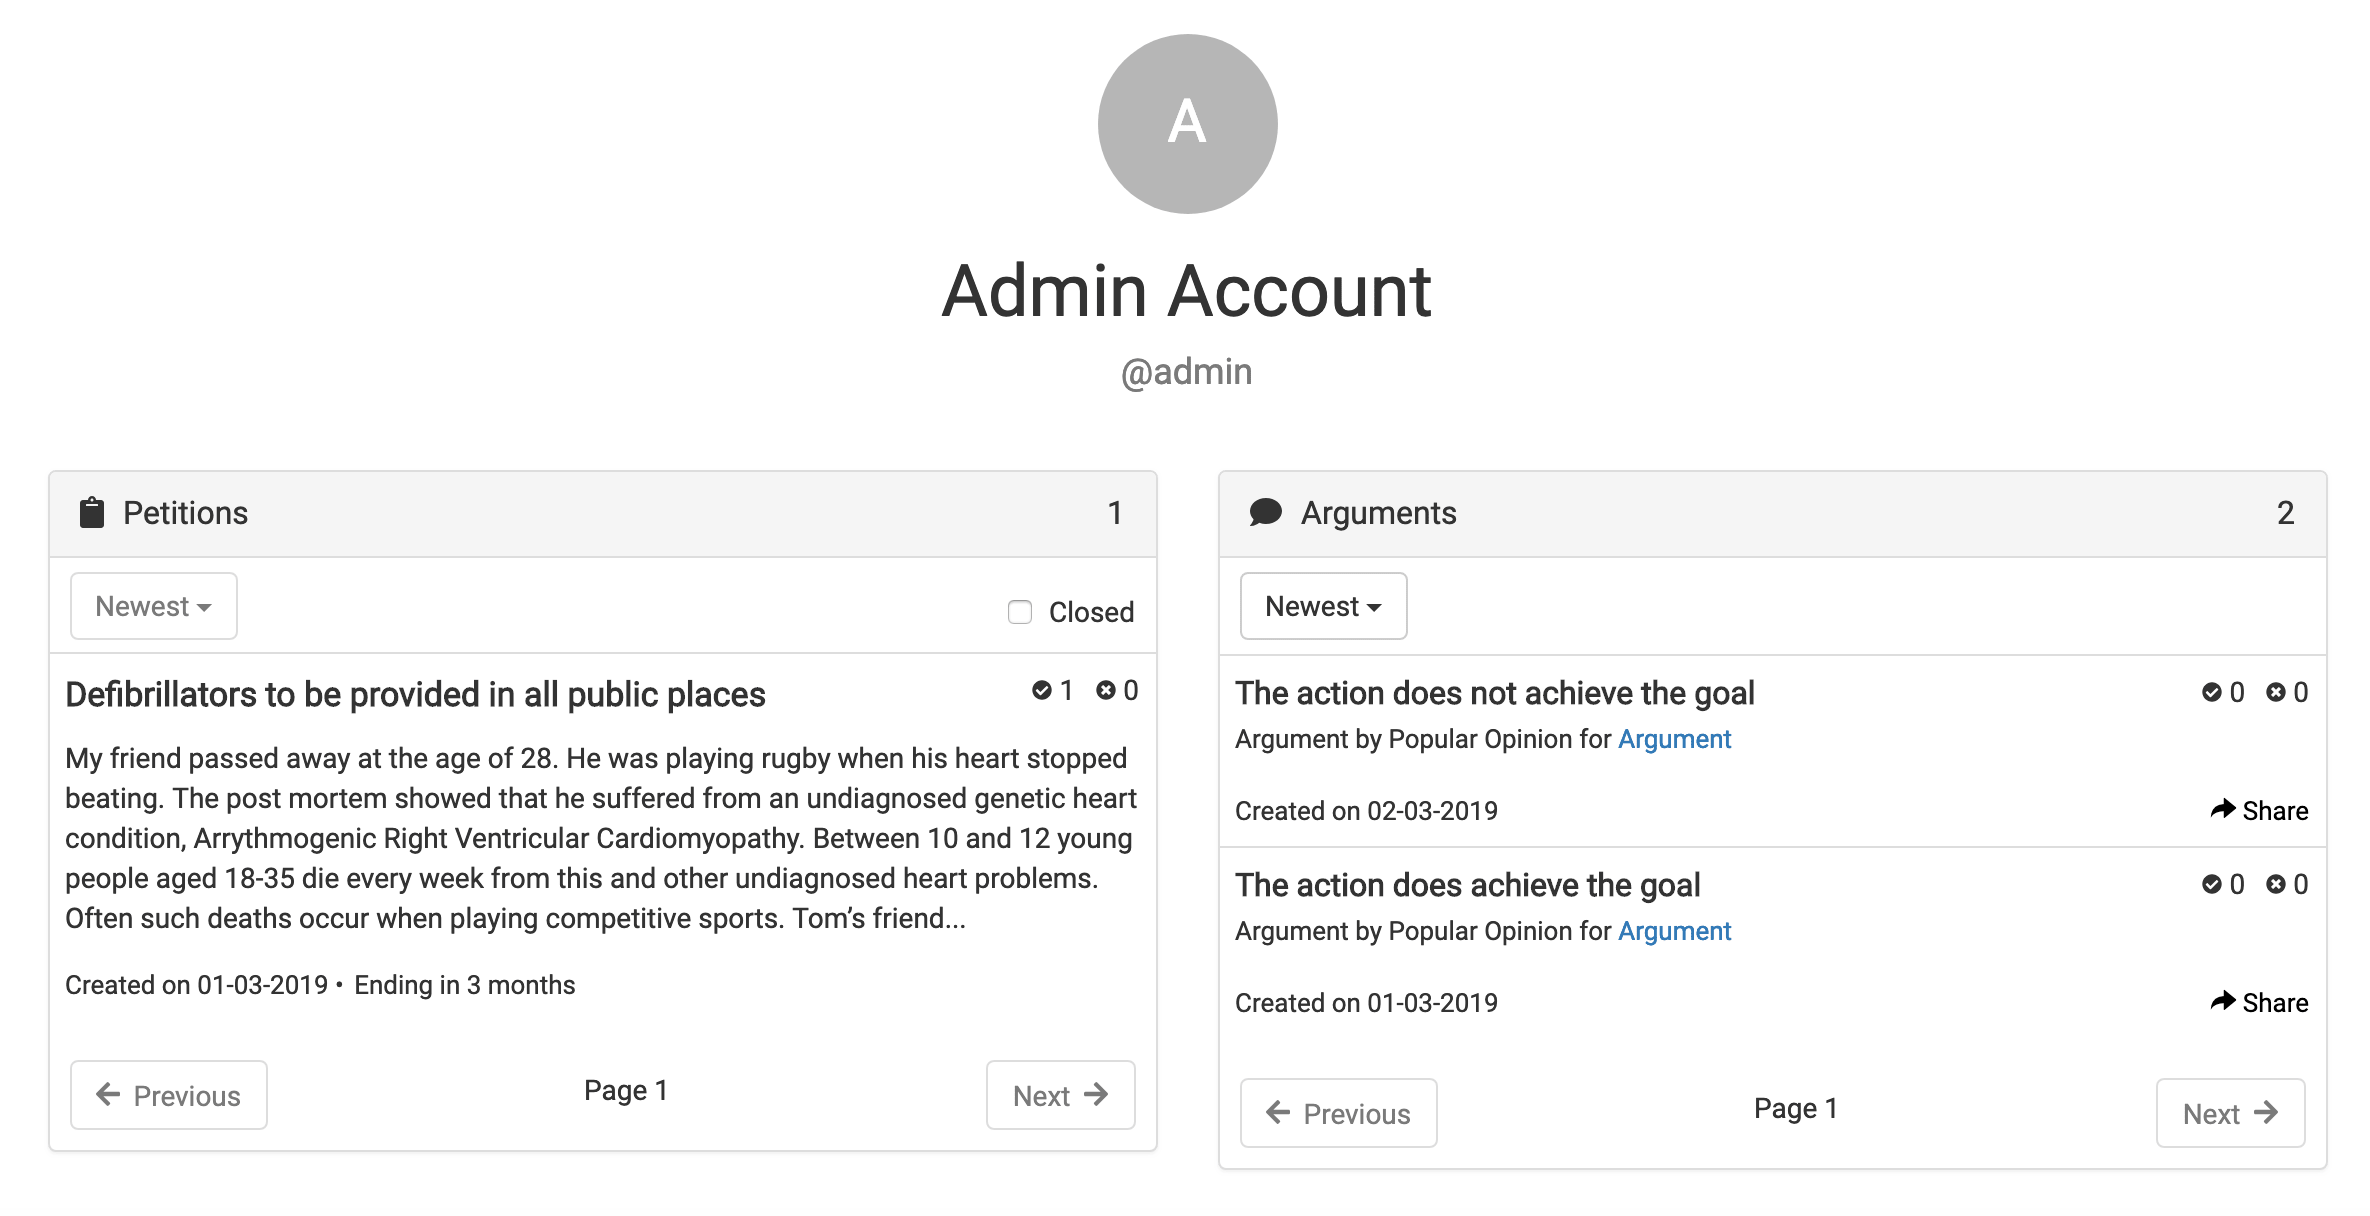 A
Admin Account
@admin
Petitions 1
Newest
Closed
Defibrillators to be provided in all public places 1 0
My friend passed away at the age of 28. He was playing rugby when his heart stopped
beating. The post mortem showed that he suffered from an undiagnosed genetic heart
condition, Arrythmogenic Right Ventricular Cardiomyopathy. Between 10 and 12 young
people aged 18-35 die every week from this and other undiagnosed heart problems.
Often such deaths occur when playing competitive sports. Tom’s friend...
Created on 01-03-2019 • Ending in 3 months
Previous Page 1 Next
Arguments 2
Newest
The action does not achieve the goal 0 0
Argument by Popular Opinion for Argument
Created on 02-03-2019 Share
The action does achieve the goal 0 0
Argument by Popular Opinion for Argument
Created on 01-03-2019 Share
Previous Page 1 Next